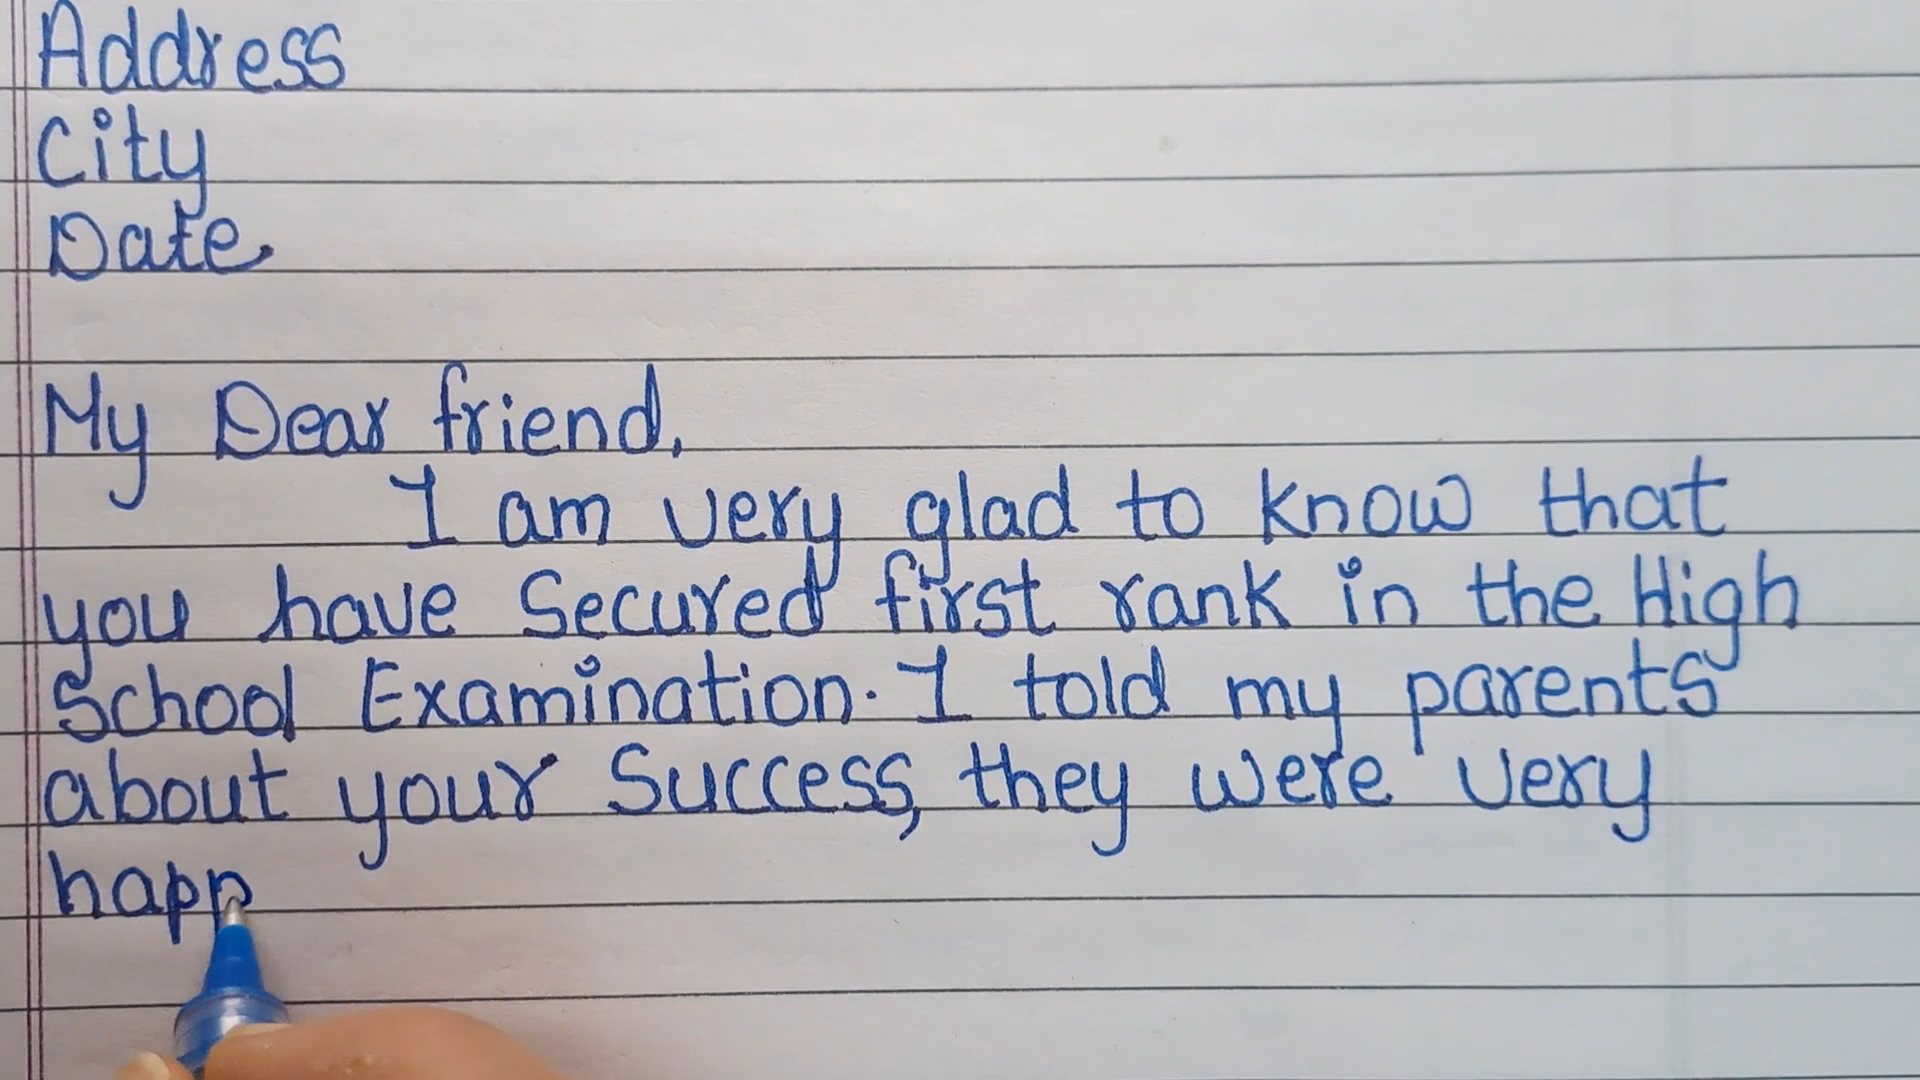 Address
City
Date
My Dear friend,
I am very glad to know that
you have Secured first rank in the High
School Examination. I told my parents
about your Success, they were very
happ